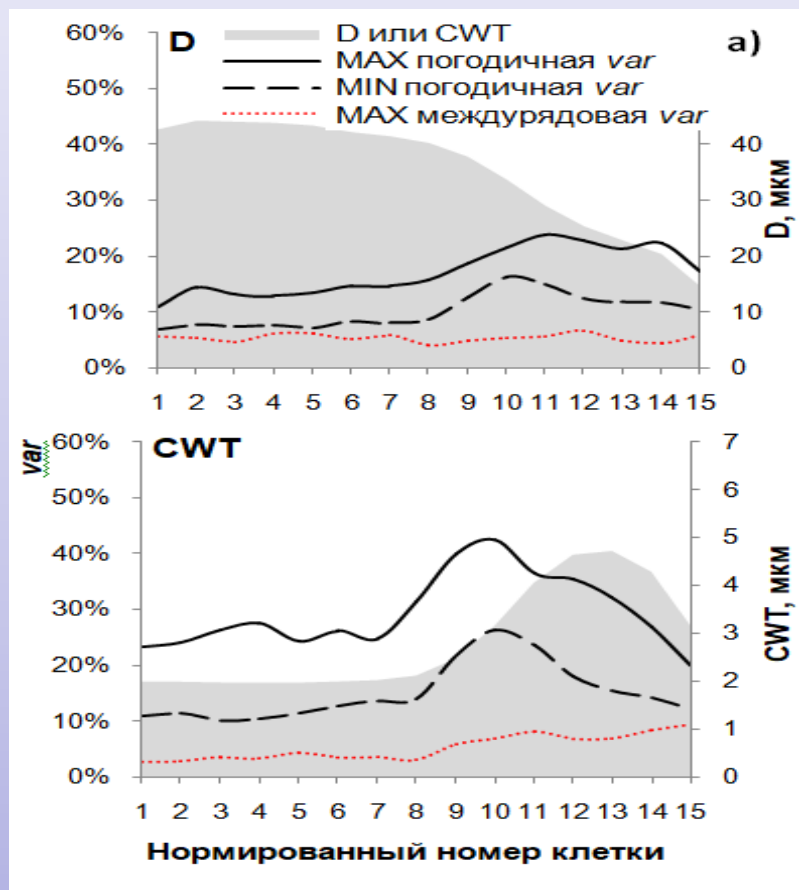 60%
D
D или CWT
а)
MAX погодичная var
50%
MIN погодичная var
MAX междурядовая var
40%
40
30%
30
20%
20
10%
10
0%
0
D, мкм
1 2 3 4 5 6 7 8 9 10 11 12 13 14 15
var
60%
CWT
7
6
50%
5
40%
4
30%
3
20%
2
10%
1
0%
0
CWT, мкм
1 2 3 4 5 6 7 8 9 10 11 12 13 14 15
Нормированный номер клетки